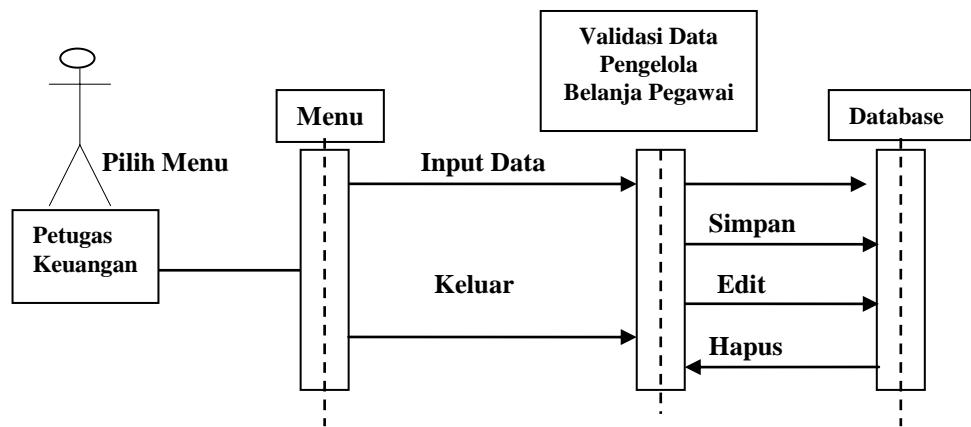 Validasi Data
Pengelola
Belanja Pegawai
Menu
Database
Pilih Menu
Input Data
Petugas
Keuangan
Simpan
Keluar
Edit
Hapus